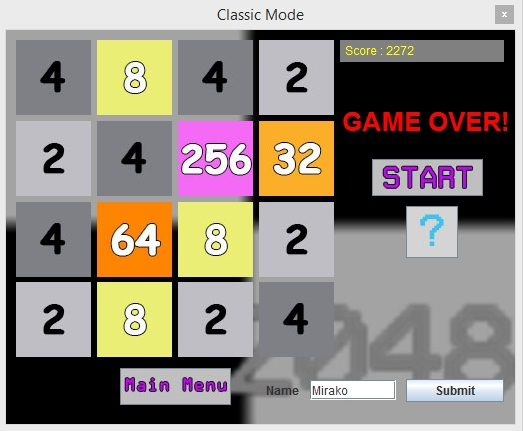 Classic Mode
x
4 8 4 2
Score : 2272
GAME OVER!
2 4 256 32
START
4 64 8 2
?
2 8 2 4
2048
Main Menu
Name Mirako Submit